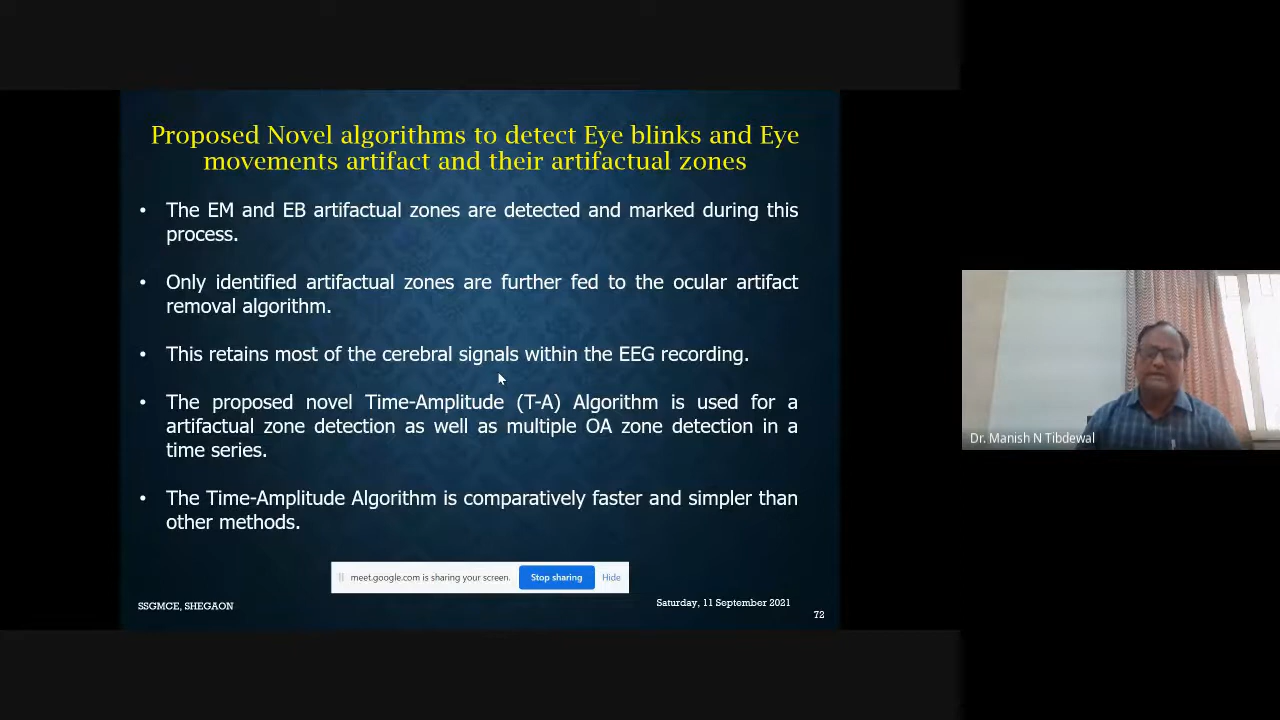 Proposed Novel algorithms to detect Eye blinks and Eye
movements artifact and their artifactual zones
• The EM and EB artifactual zones are detected and marked during this
process.
• Only identified artifactual zones are further fed to the ocular artifact
removal algorithm.
• This retains most of the cerebral signals within the EEG recording.
• The proposed novel Time-Amplitude (T-A) Algorithm is used for a
artifactual zone detection as well as multiple OA zone detection in a
time series.
• The Time-Amplitude Algorithm is comparatively faster and simpler than
other methods.
meet.google.com is sharing your screen. Stop sharing Hide
SSGMCE, SHEGAON
Saturday, 11 September 2021
72
Dr. Manish N Tibdewal